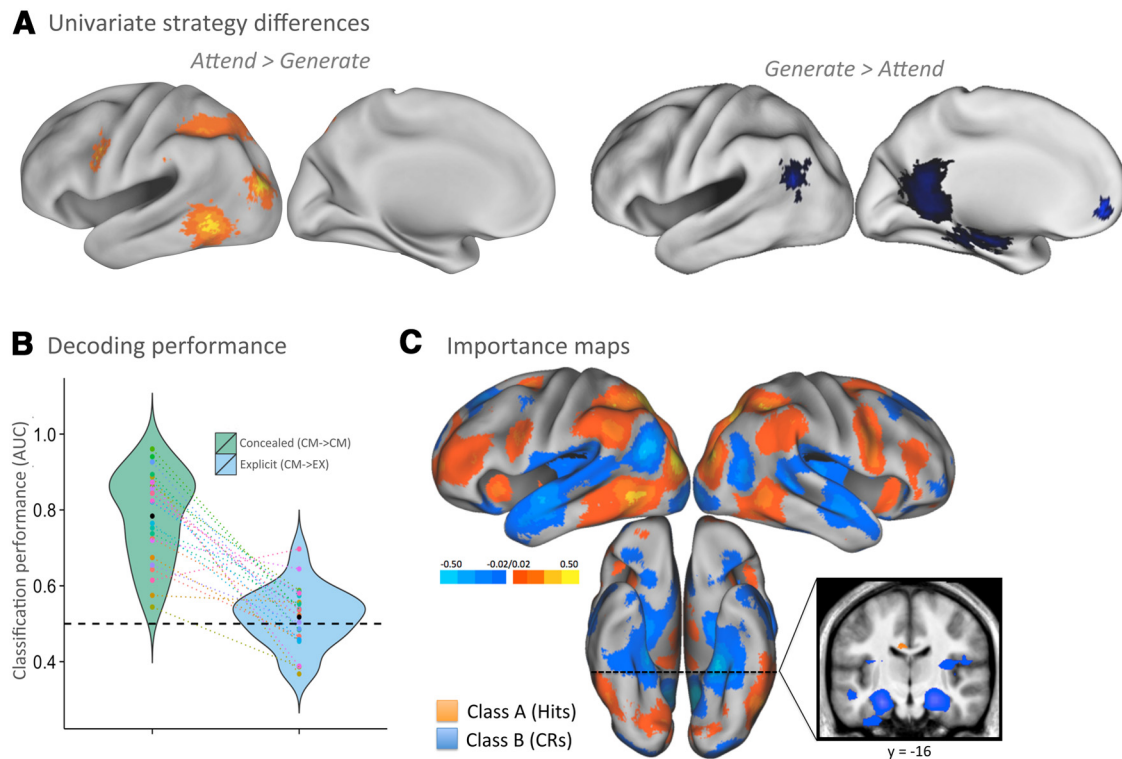 A Univariate strategy differences
Attend > Generate
Generate > Attend
B Decoding performance
Classification performance (AUC)
1.0
0.8
0.6
0.4
Concealed (CM->CM)
Explicit (CM->EX)
C Importance maps
-0.50 -0.02/0.02 0.50
Class A (Hits)
Class B (CRs)
y = -16